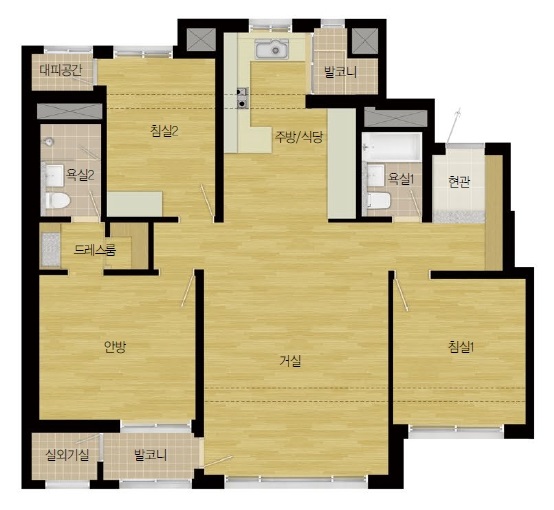 대피공간
발코니
침실2
주방/식당
욕실2
욕실1
현관
드레스룸
안방
거실
침실1
실외기실
발코니